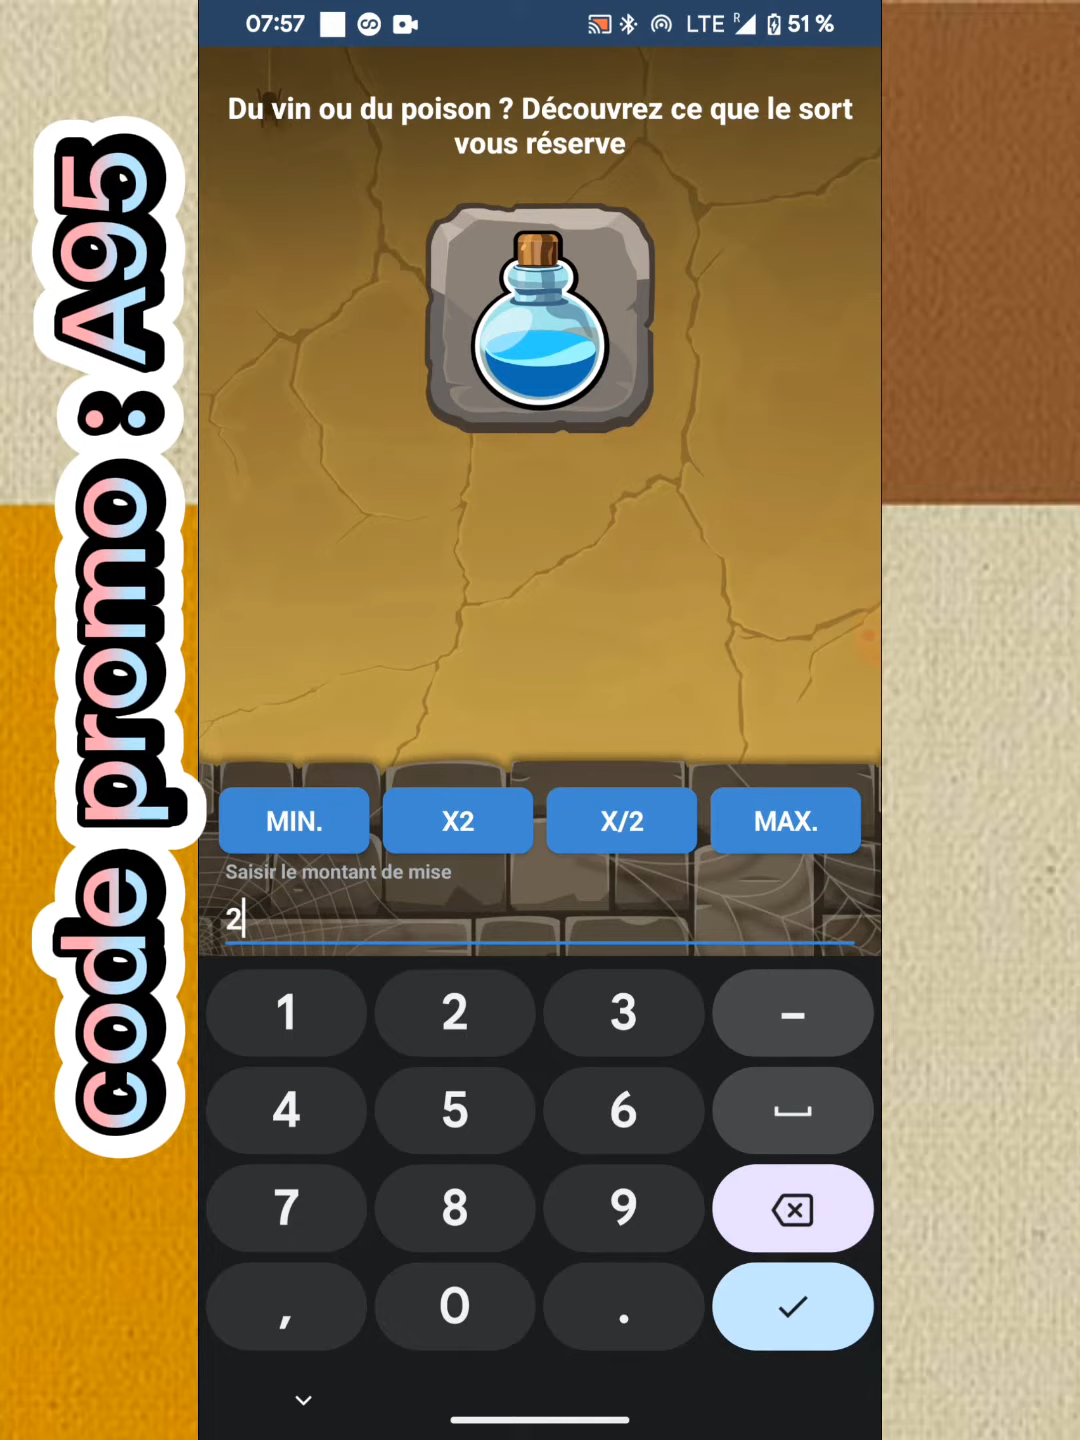 07:57
LTE R 51 %
code promo : A95
Du vin ou du poison ? Découvrez ce que le sort
vous réserve
MIN.
X2
X/2
MAX.
Saisir le montant de mise
2
1 2 3 –
4 5 6
7 8 9
, 0 .